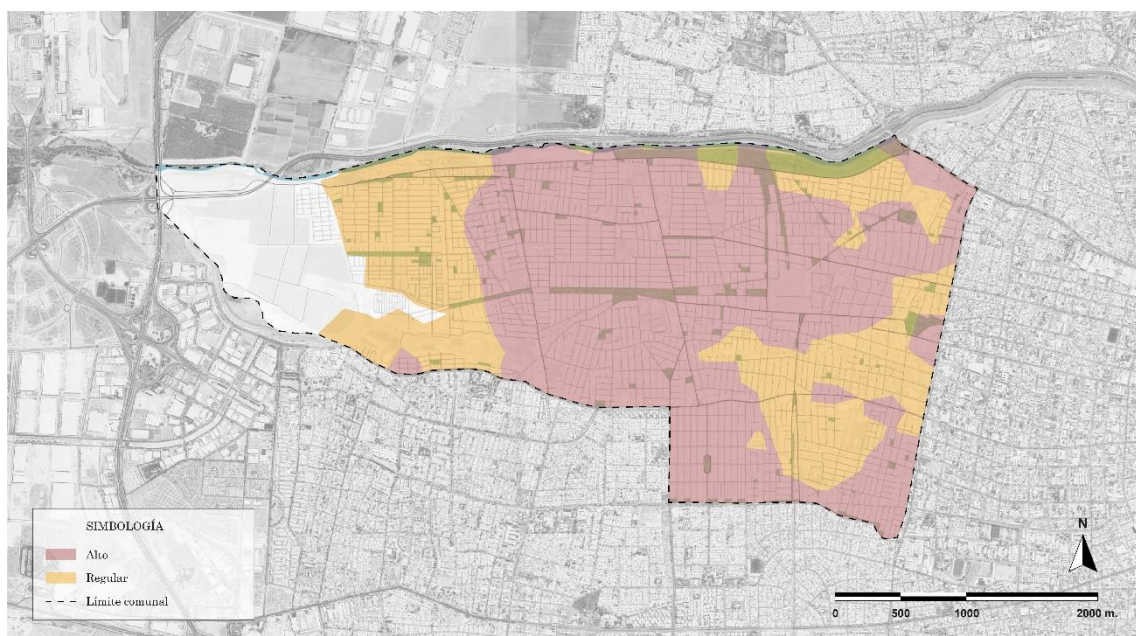 SIMBOLOGÍA
Alto
Regular
Límite comunal
N
0 500 1000 2000 m.